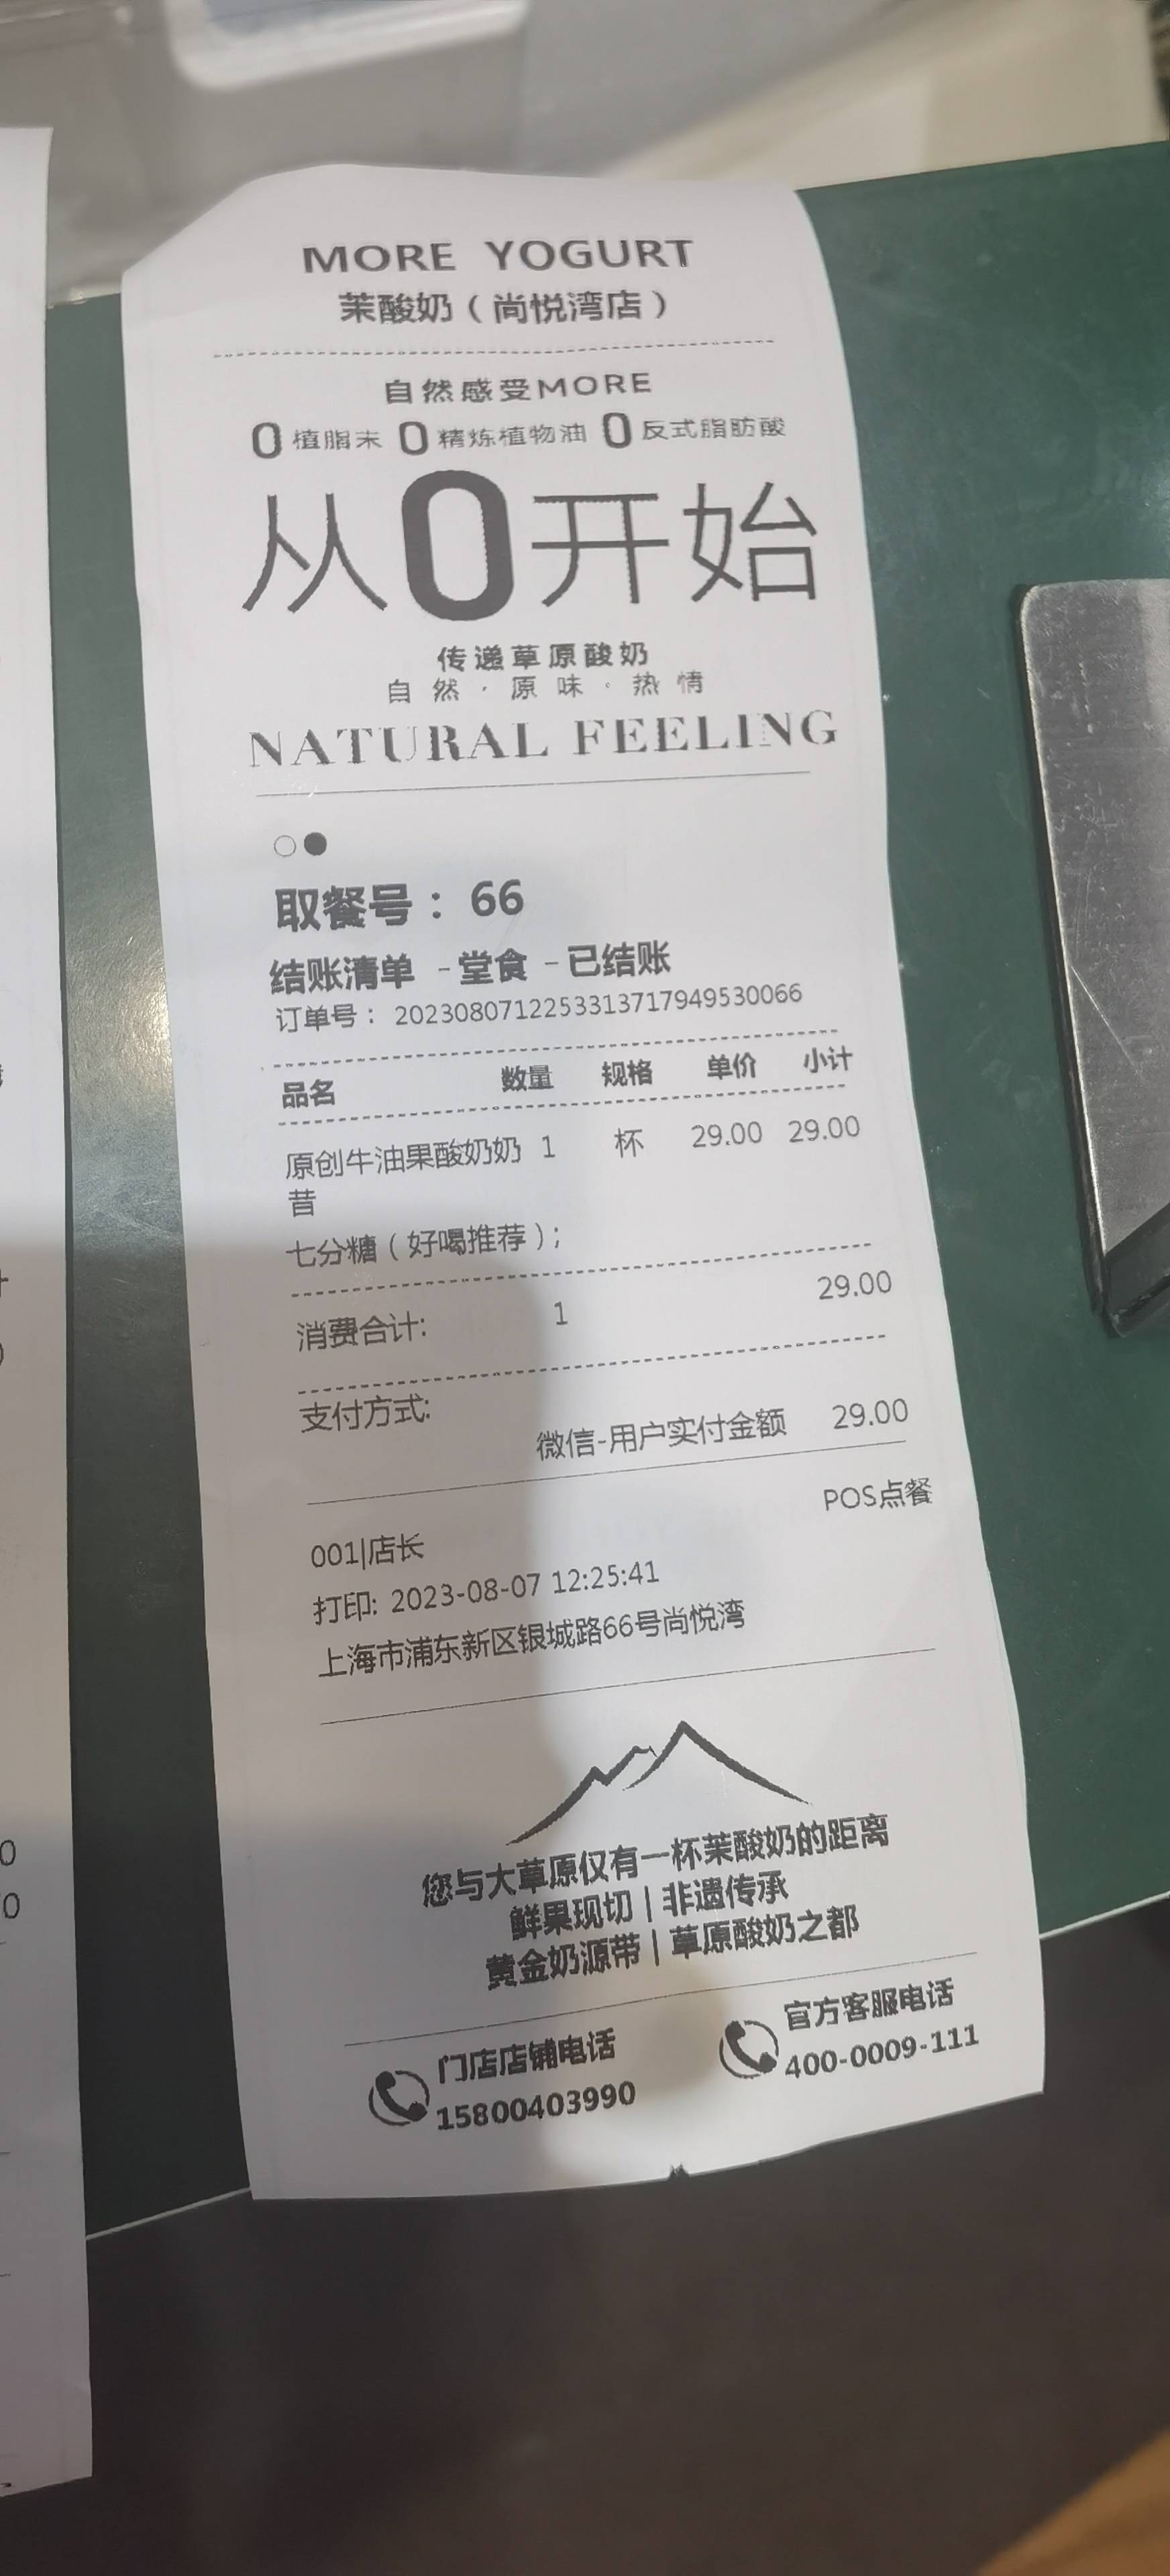 MORE YOGURT
茉酸奶（尚悦湾店）
自然感受MORE
0植脂末 0精炼植物油 0反式脂肪酸
从0开始
传递草原酸奶
自然·原味·热情
NATURAL FEELING
取餐号：66
结账清单 -堂食 -已结账
订单号：20230807122533137179495300066
品名 数量 规格 单价 小计
原创牛油果酸奶奶 1 杯 29.00 29.00
昔
七分糖（好喝推荐）;
消费合计: 1 29.00
支付方式:
微信-用户实付金额 29.00
POS点餐
001|店长
打印: 2023-08-07 12:25:41
上海市浦东新区银城路66号尚悦湾
您与大草原仅有一杯茉酸奶的距离
鲜果现切 | 非遗传承
黄金奶源带 | 草原酸奶之都
门店店铺电话
15800403990
官方客服电话
400-0009-111